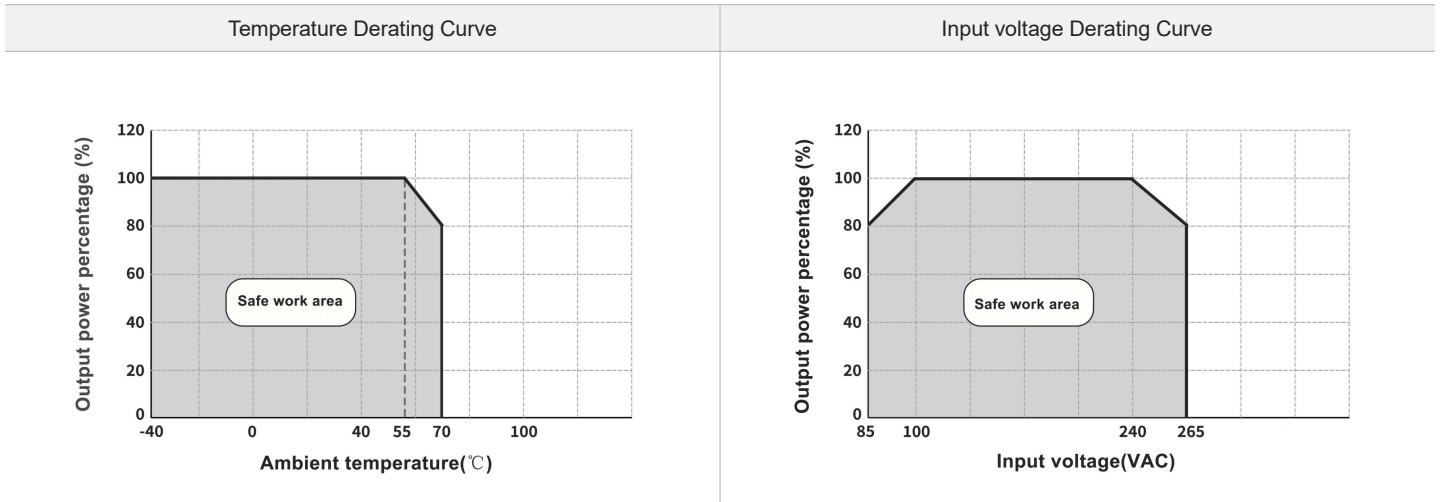 Temperature Derating Curve
Input voltage Derating Curve
Output power percentage (%)
120
100
80
60
40
20
0
Safe work area
-40 0 40 55 70 100
Ambient temperature(℃)
Output power percentage (%)
120
100
80
60
40
20
0
Safe work area
85 100 240 265
Input voltage(VAC)